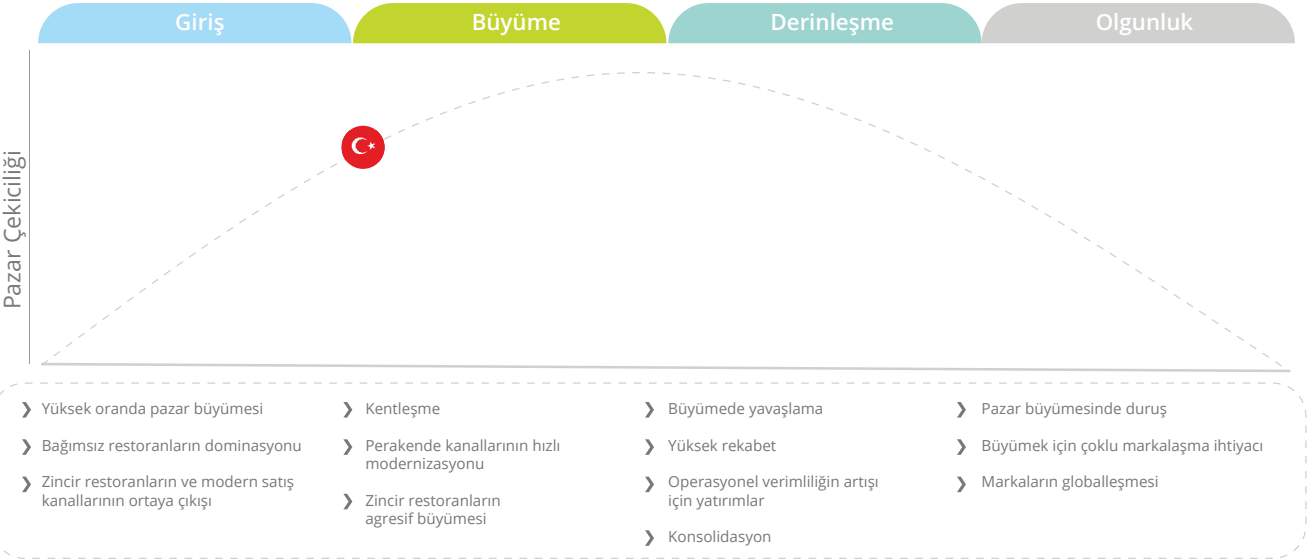 Giriş
Büyüme
Derinleşme
Olgunluk
Pazar Çekiciliği
❯ Yüksek oranda pazar büyümesi
❯ Bağımsız restoranların dominasyonu
❯ Zincir restoranların ve modern satış
kanallarının ortaya çıkışı
❯ Kentleşme
❯ Perakende kanallarının hızlı
modernizasyonu
❯ Zincir restoranların
agresif büyümesi
❯ Büyümede yavaşlama
❯ Yüksek rekabet
❯ Operasyonel verimliliğin artışı
için yatırımlar
❯ Konsolidasyon
❯ Pazar büyümesinde duruş
❯ Büyümek için çoklu markalaşma ihtiyacı
❯ Markaların globalleşmesi